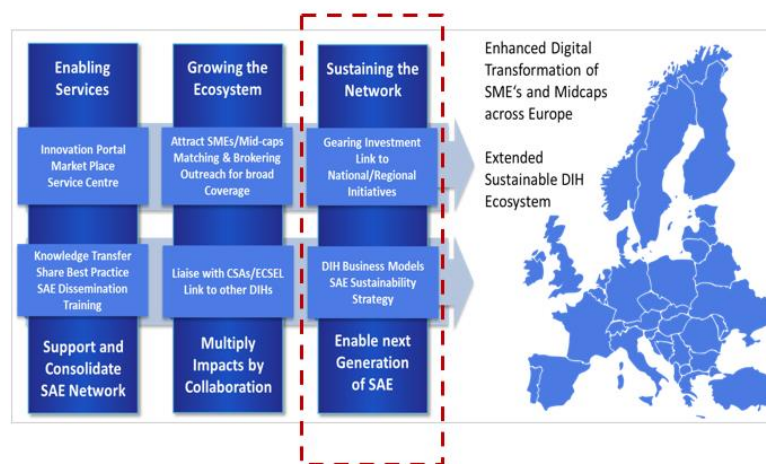 Enabling
Services
Innovation Portal
Market Place
Service Centre
Knowledge Transfer
Share Best Practice
SAE Dissemination
Training
Support and
Consolidate
SAE Network
Growing the
Ecosystem
Attract SMEs/Mid-caps
Matching & Brokering
Outreach for broad
Coverage
Liaise with CSAs/ECSEL
Link to other DIHs
Multiply
Impacts by
Collaboration
Sustaining the
Network
Gearing Investment
Link to
National/Regional
Initiatives
DIH Business Models
SAE Sustainability
Strategy
Enable next
Generation
of SAE
Enhanced Digital
Transformation of
SME's and Midcaps
across Europe
Extended
Sustainable DIH
Ecosystem